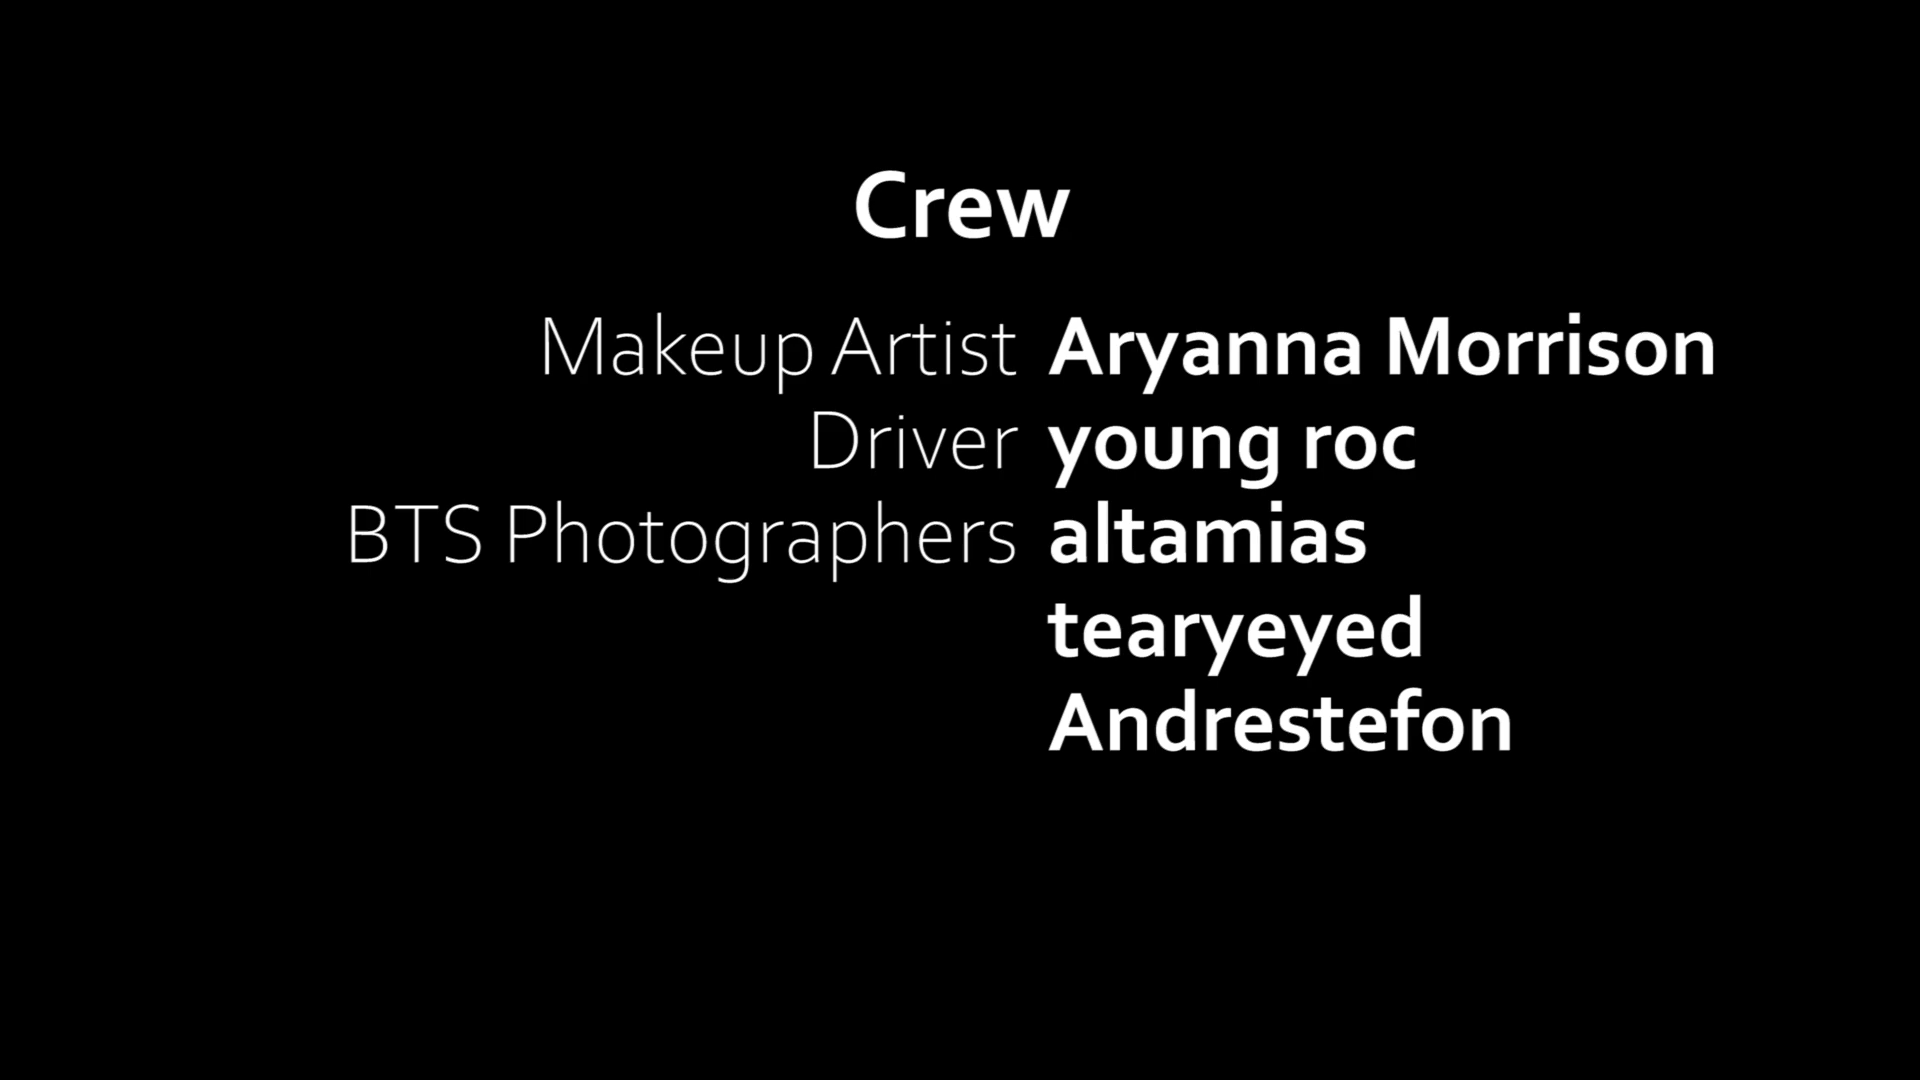 Crew
Makeup Artist Aryanna Morrison
Driver young roc
BTS Photographers altamias
tearyeyed
Andrestefon